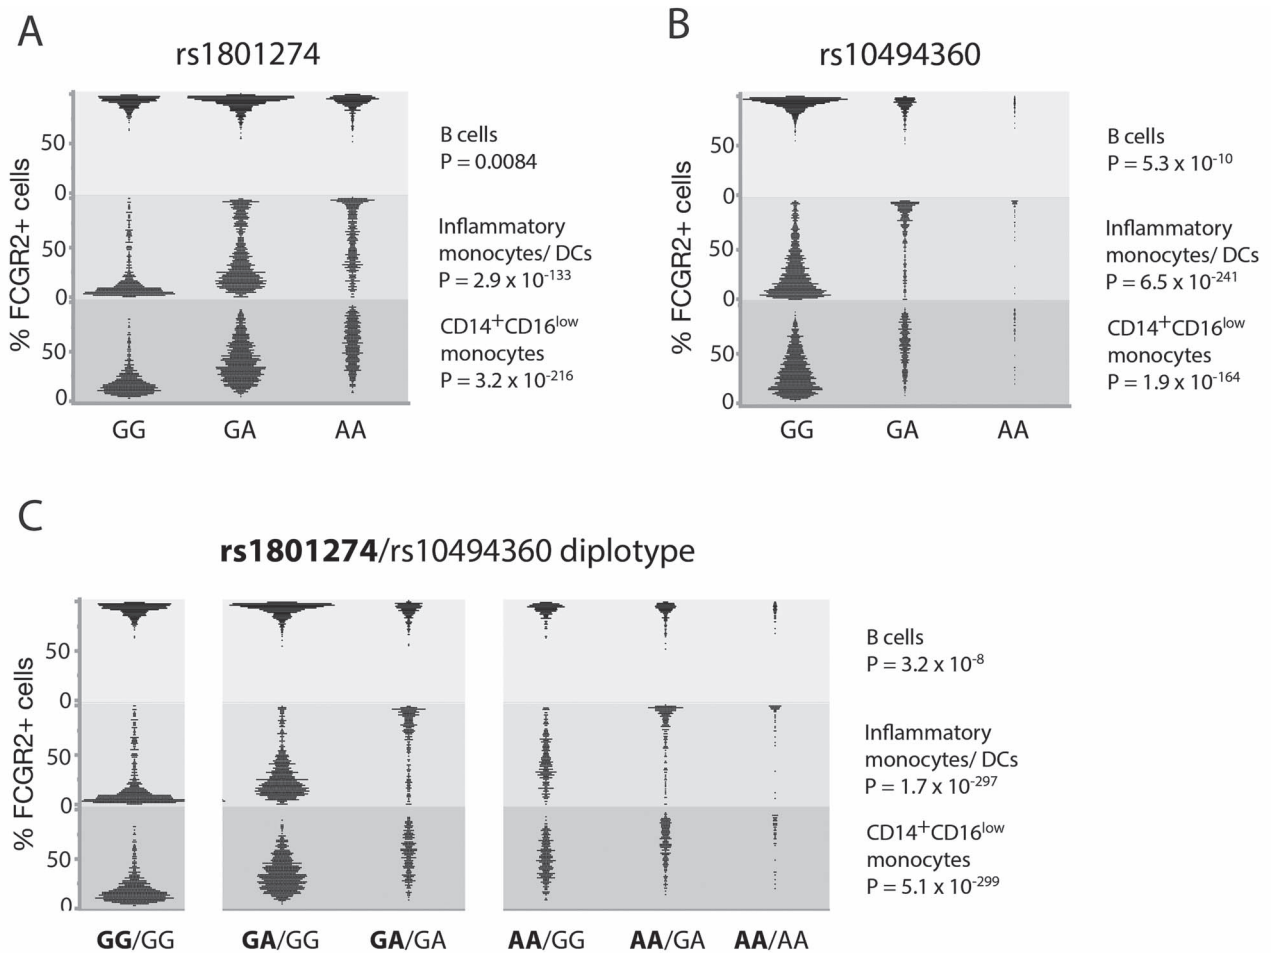 A
rs1801274
% FCGR2+ cells
50
0
50
0
50
0
B cells
P = 0.0084
Inflammatory
monocytes/ DCs
P = 2.9 x 10⁻¹³³
CD14⁺CD16ˡᵒʷ
monocytes
P = 3.2 x 10⁻²¹⁶
GG GA AA
B
rs10494360
% FCGR2+ cells
50
0
50
0
50
0
B cells
P = 5.3 x 10⁻¹⁰
Inflammatory
monocytes/ DCs
P = 6.5 x 10⁻²⁴¹
CD14⁺CD16ˡᵒʷ
monocytes
P = 1.9 x 10⁻¹⁶⁴
GG GA AA
C
rs1801274/rs10494360 diplotype
% FCGR2+ cells
50
0
50
0
50
0
B cells
P = 3.2 x 10⁻⁸
Inflammatory
monocytes/ DCs
P = 1.7 x 10⁻²⁹⁷
CD14⁺CD16ˡᵒʷ
monocytes
P = 5.1 x 10⁻²⁹⁹
GG/GG GA/GG GA/GA AA/GG AA/GA AA/AA